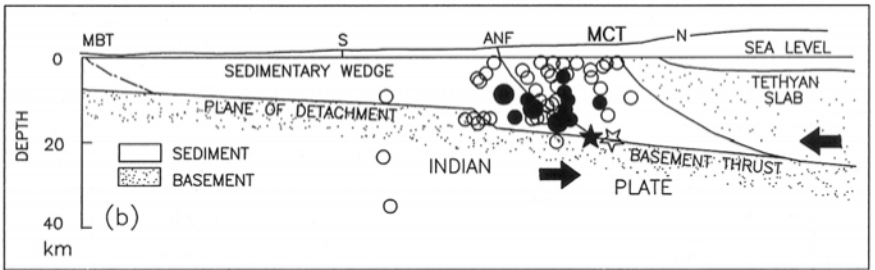 MBT S ANF MCT N
SEA LEVEL
0
SEDIMENTARY WEDGE
TETHYAN
SLAB
PLANE OF DETACHMENT
DEPTH
20
SEDIMENT
INDIAN
BASEMENT THRUST
BASEMENT
PLATE
(b)
40
km